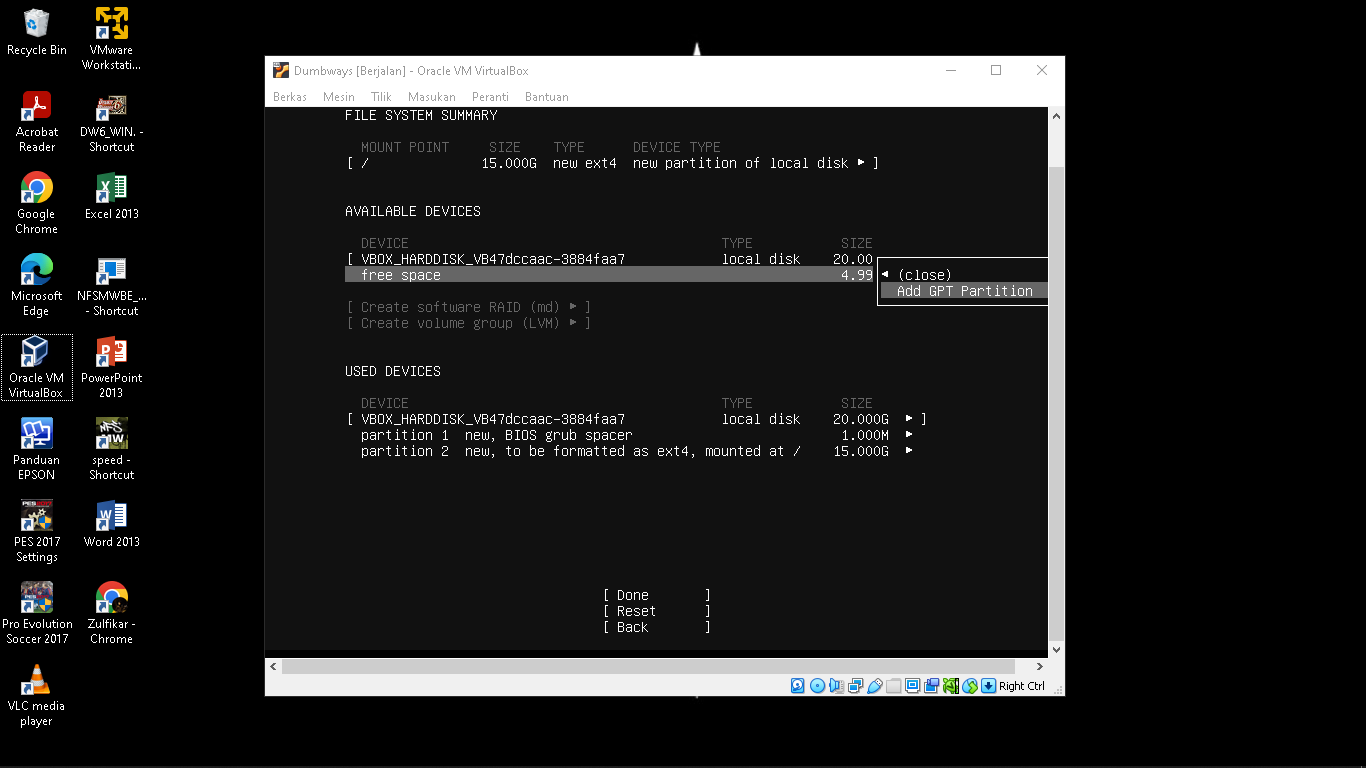 Recycle Bin
VMware Workstati...
Acrobat Reader
DW6_WIN. - Shortcut
Google Chrome
Excel 2013
Microsoft Edge
NFSMWBE_... - Shortcut
Oracle VM VirtualBox
PowerPoint 2013
Panduan EPSON
speed - Shortcut
PES 2017 Settings
Word 2013
Pro Evolution Soccer 2017
Zulfikar - Chrome
VLC media player
Dumbways [Berjalan] - Oracle VM VirtualBox
Berkas Mesin Tilik Masukan Peranti Bantuan
FILE SYSTEM SUMMARY
MOUNT POINT SIZE TYPE DEVICE TYPE
[ / 15.000G new ext4 new partition of local disk ► ]
AVAILABLE DEVICES
DEVICE TYPE SIZE
[ VBOX_HARDDISK_VB47dccaac-3884faa7 local disk 20.00
free space 4.99
◄ (close)
Add GPT Partition
[ Create software RAID (md) ► ]
[ Create volume group (LVM) ► ]
USED DEVICES
DEVICE TYPE SIZE
[ VBOX_HARDDISK_VB47dccaac-3884faa7 local disk 20.000G ► ]
partition 1 new, BIOS grub spacer 1.000M ►
partition 2 new, to be formatted as ext4, mounted at / 15.000G ►
[ Done ]
[ Reset ]
[ Back ]
Right Ctrl